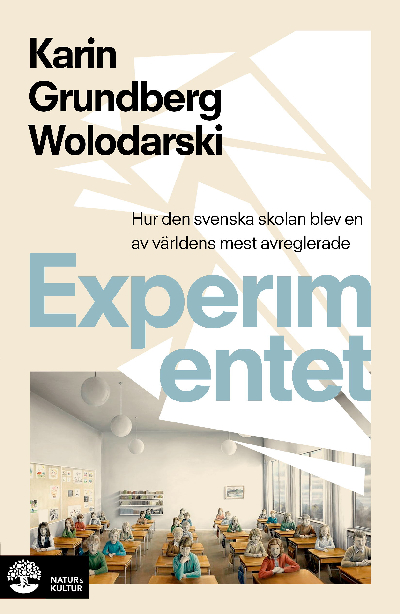 Karin
Grundberg
Wolodarski
Hur den svenska skolan blev en
av världens mest avreglerade
Experim
entet
NATUR &
KULTUR